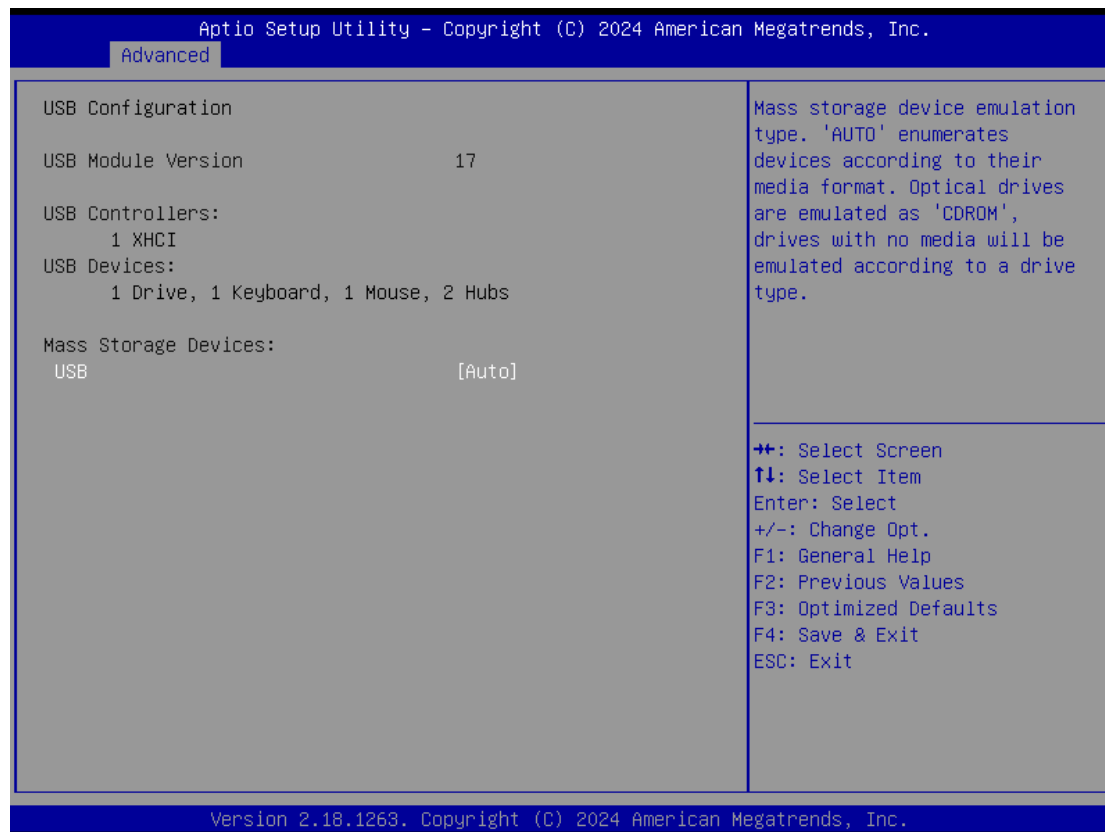 Aptio Setup Utility – Copyright (C) 2024 American Megatrends, Inc.
Advanced
USB Configuration
USB Module Version 17
USB Controllers:
1 XHCI
USB Devices:
1 Drive, 1 Keyboard, 1 Mouse, 2 Hubs
Mass Storage Devices:
USB [Auto]
Mass storage device emulation
type. 'AUTO' enumerates
devices according to their
media format. Optical drives
are emulated as 'CDROM',
drives with no media will be
emulated according to a drive
type.
→←: Select Screen
↑↓: Select Item
Enter: Select
+/-: Change Opt.
F1: General Help
F2: Previous Values
F3: Optimized Defaults
F4: Save & Exit
ESC: Exit
Version 2.18.1263. Copyright (C) 2024 American Megatrends, Inc.